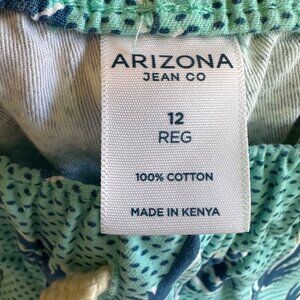 ARIZONA
JEAN CO
12
REG
100% COTTON
MADE IN KENYA